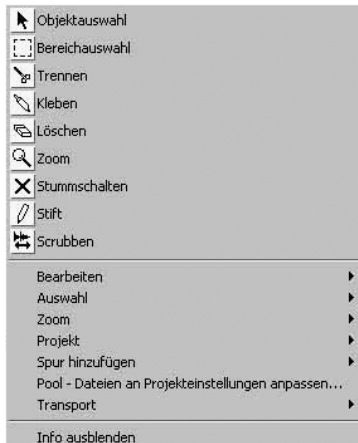 Objektauswahl
Bereichauswahl
Trennen
Kleben
Löschen
Zoom
Stummschalten
Stift
Scrubben
Bearbeiten
Auswahl
Zoom
Projekt
Spur hinzufügen
Pool - Dateien an Projekteinstellungen anpassen...
Transport
Info ausblenden